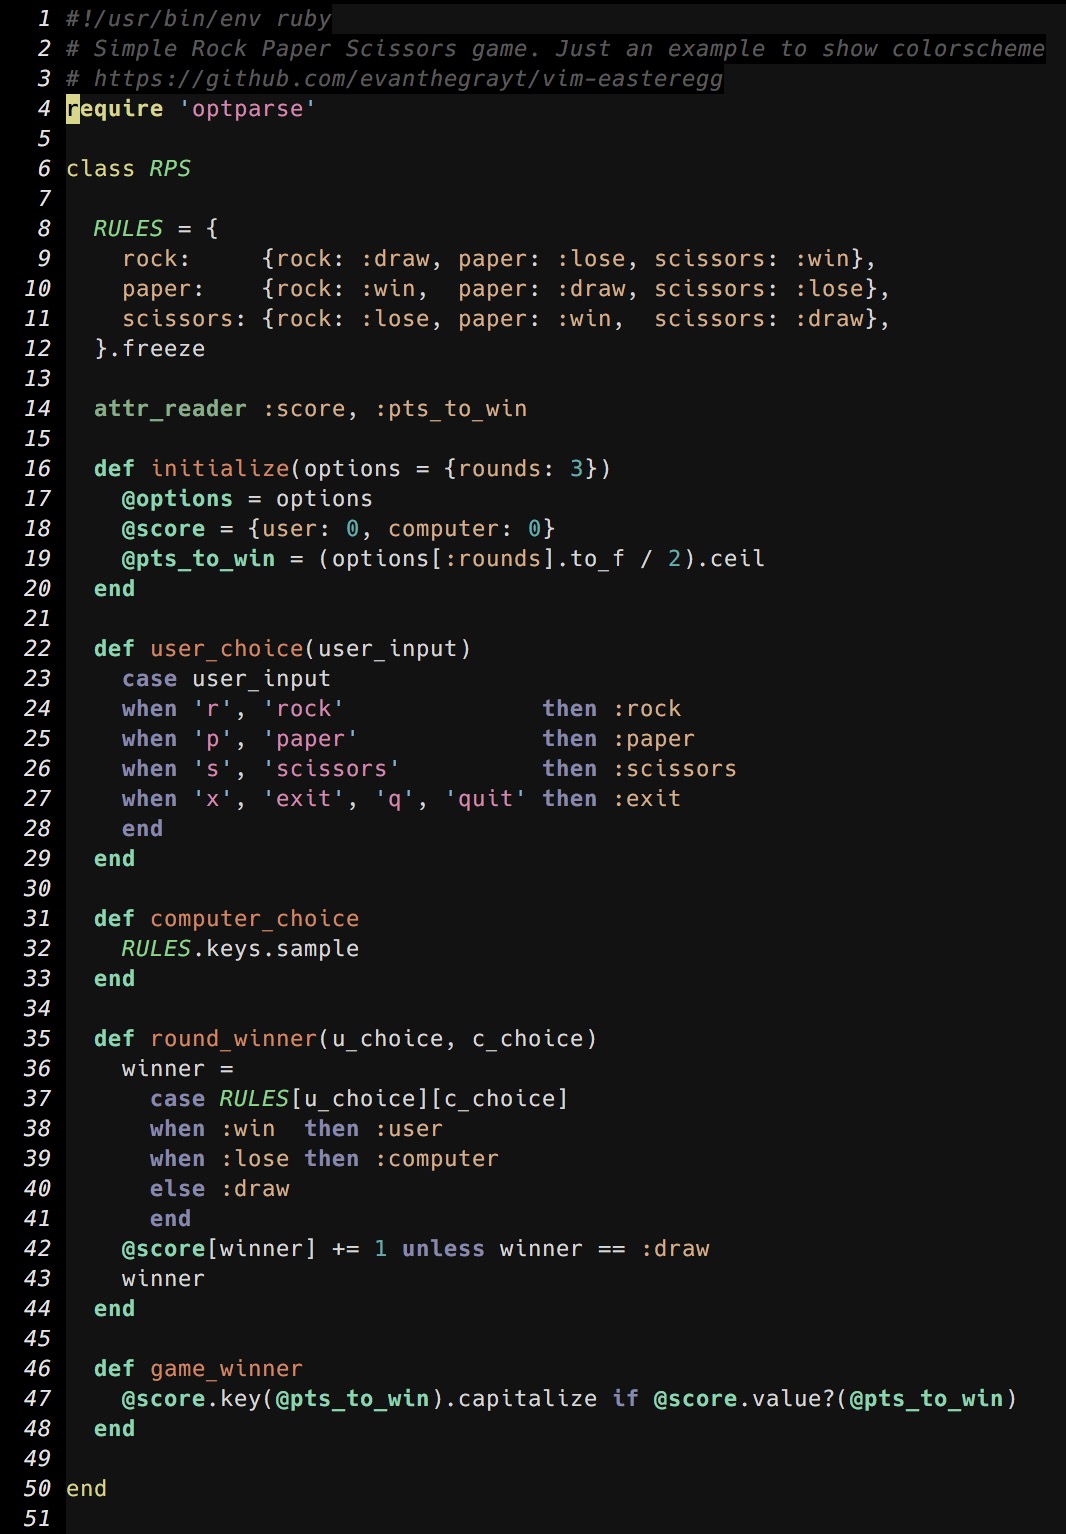 1 #!/usr/bin/env ruby
2 # Simple Rock Paper Scissors game. Just an example to show colorscheme
3 # https://github.com/evanthegrayt/vim-easteregg
4 require 'optparse'
5
6 class RPS
7
8   RULES = {
9     rock:     {rock: :draw, paper: :lose, scissors: :win},
10     paper:    {rock: :win,  paper: :draw, scissors: :lose},
11     scissors: {rock: :lose, paper: :win,  scissors: :draw},
12   }.freeze
13
14   attr_reader :score, :pts_to_win
15
16   def initialize(options = {rounds: 3})
17     @options = options
18     @score = {user: 0, computer: 0}
19     @pts_to_win = (options[:rounds].to_f / 2).ceil
20   end
21
22   def user_choice(user_input)
23     case user_input
24     when 'r', 'rock'              then :rock
25     when 'p', 'paper'             then :paper
26     when 's', 'scissors'          then :scissors
27     when 'x', 'exit', 'q', 'quit' then :exit
28     end
29   end
30
31   def computer_choice
32     RULES.keys.sample
33   end
34
35   def round_winner(u_choice, c_choice)
36     winner =
37       case RULES[u_choice][c_choice]
38       when :win  then :user
39       when :lose then :computer
40       else :draw
41       end
42     @score[winner] += 1 unless winner == :draw
43     winner
44   end
45
46   def game_winner
47     @score.key(@pts_to_win).capitalize if @score.value?(@pts_to_win)
48   end
49
50 end
51